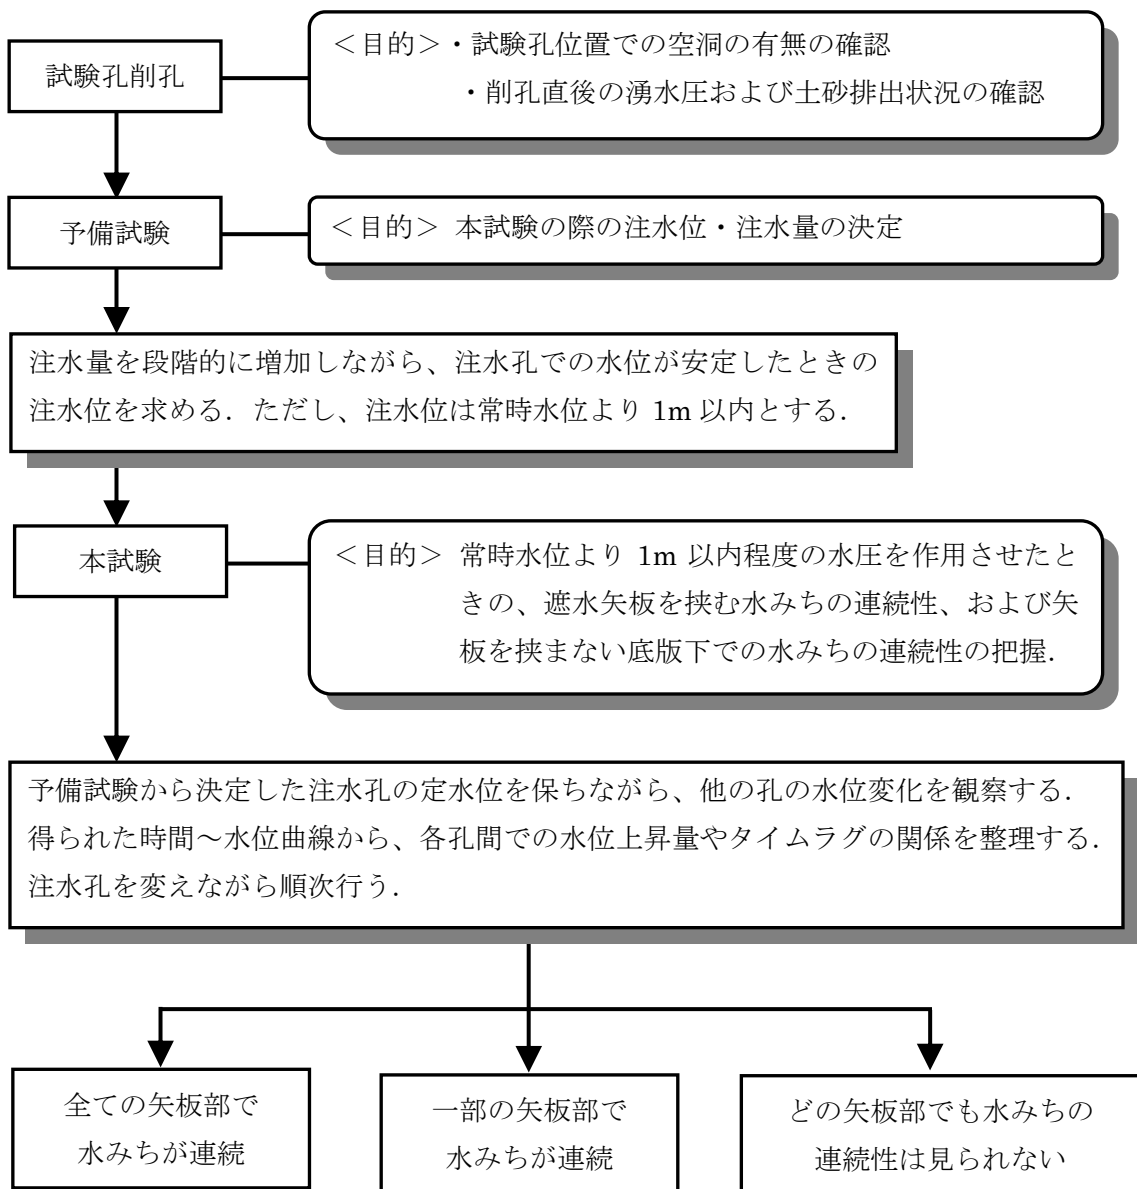 試験孔削孔
＜目的＞・試験孔位置での空洞の有無の確認
・削孔直後の湧水圧および土砂排出状況の確認
予備試験
＜目的＞ 本試験の際の注水位・注水量の決定
注水量を段階的に増加しながら、注水孔での水位が安定したときの
注水位を求める．ただし、注水位は常時水位より 1m 以内とする．
本試験
＜目的＞ 常時水位より 1m 以内程度の水圧を作用させたと
きの、遮水矢板を挟む水みちの連続性、および矢
板を挟まない底版下での水みちの連続性の把握．
予備試験から決定した注水孔の定水位を保ちながら、他の孔の水位変化を観察する．
得られた時間～水位曲線から、各孔間での水位上昇量やタイムラグの関係を整理する．
注水孔を変えながら順次行う．
全ての矢板部で
水みちが連続
一部の矢板部で
水みちが連続
どの矢板部でも水みちの
連続性は見られない